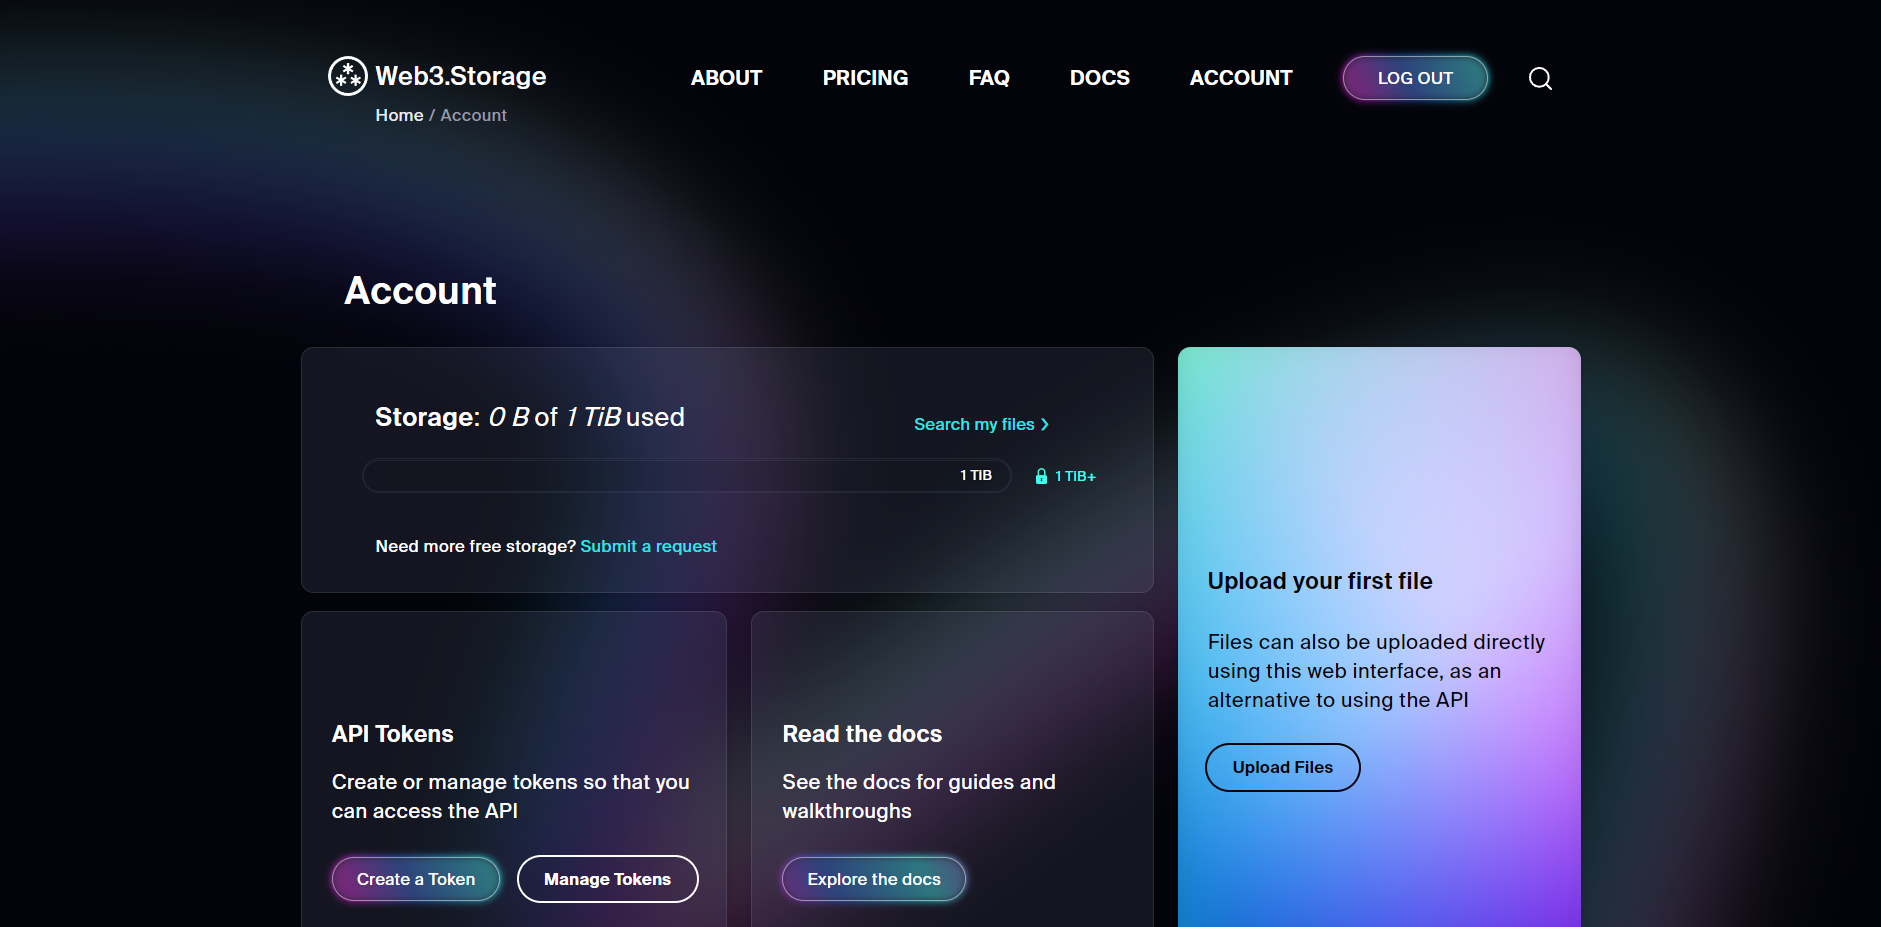 Web3.Storage
ABOUT PRICING FAQ DOCS ACCOUNT LOG OUT
Home / Account
Account
Storage: 0 B of 1 TiB used
Search my files
1 TIB
1 TIB+
Need more free storage? Submit a request
API Tokens
Create or manage tokens so that you
can access the API
Create a Token
Manage Tokens
Read the docs
See the docs for guides and
walkthroughs
Explore the docs
Upload your first file
Files can also be uploaded directly
using this web interface, as an
alternative to using the API
Upload Files